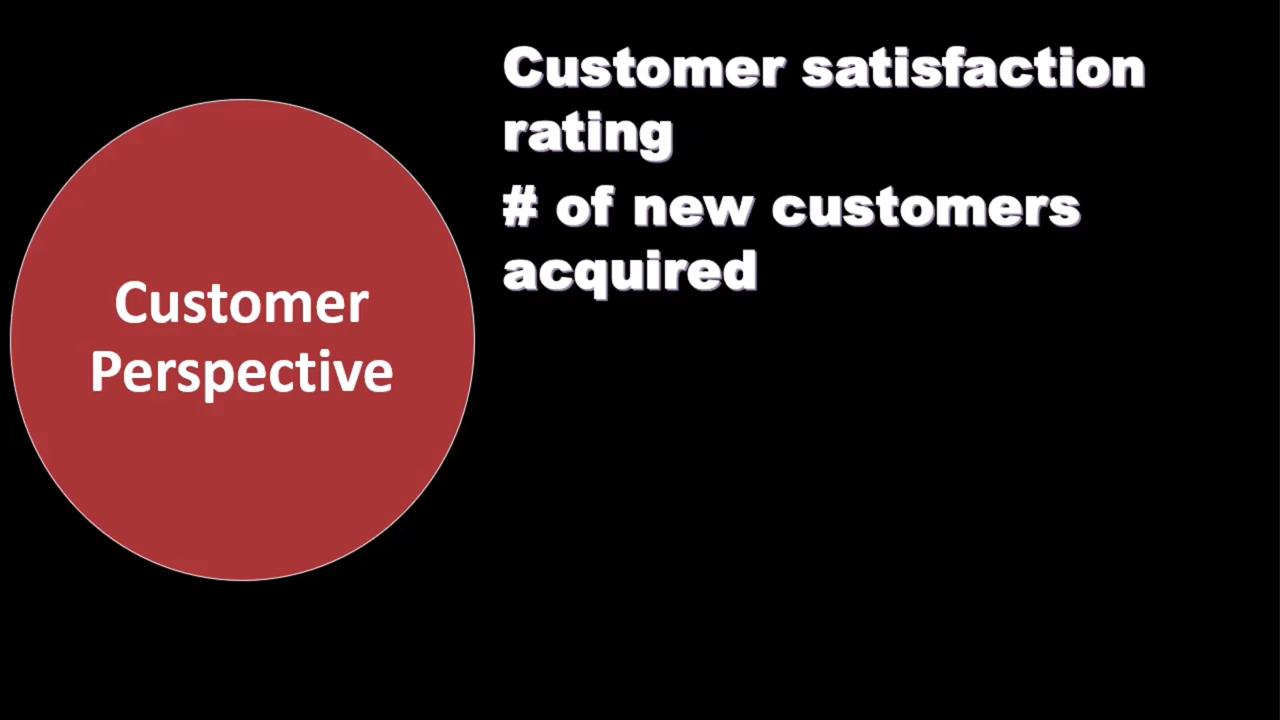 Customer satisfaction
rating
# of new customers
acquired
Customer
Perspective